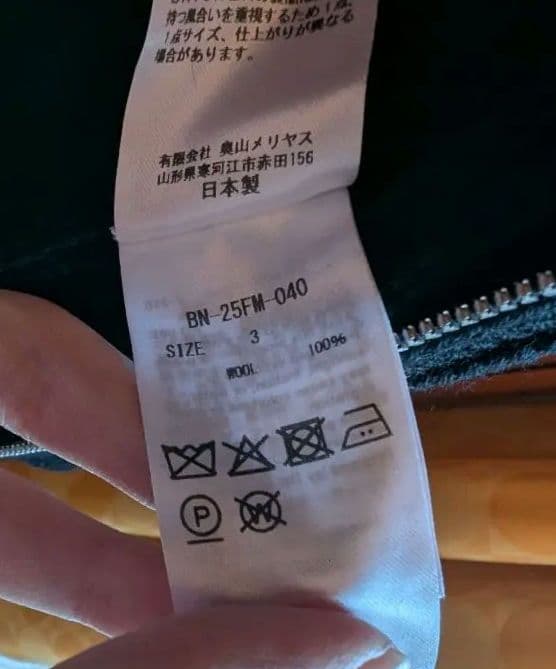 持つ風合いを重視するため1点、
1点サイズ、仕上がりが異なる
場合があります。
有限会社 奥山メリヤス
山形県寒河江市赤田156
日本製
BN-25FM-040
SIZE 3
WOOL 100%
P
W